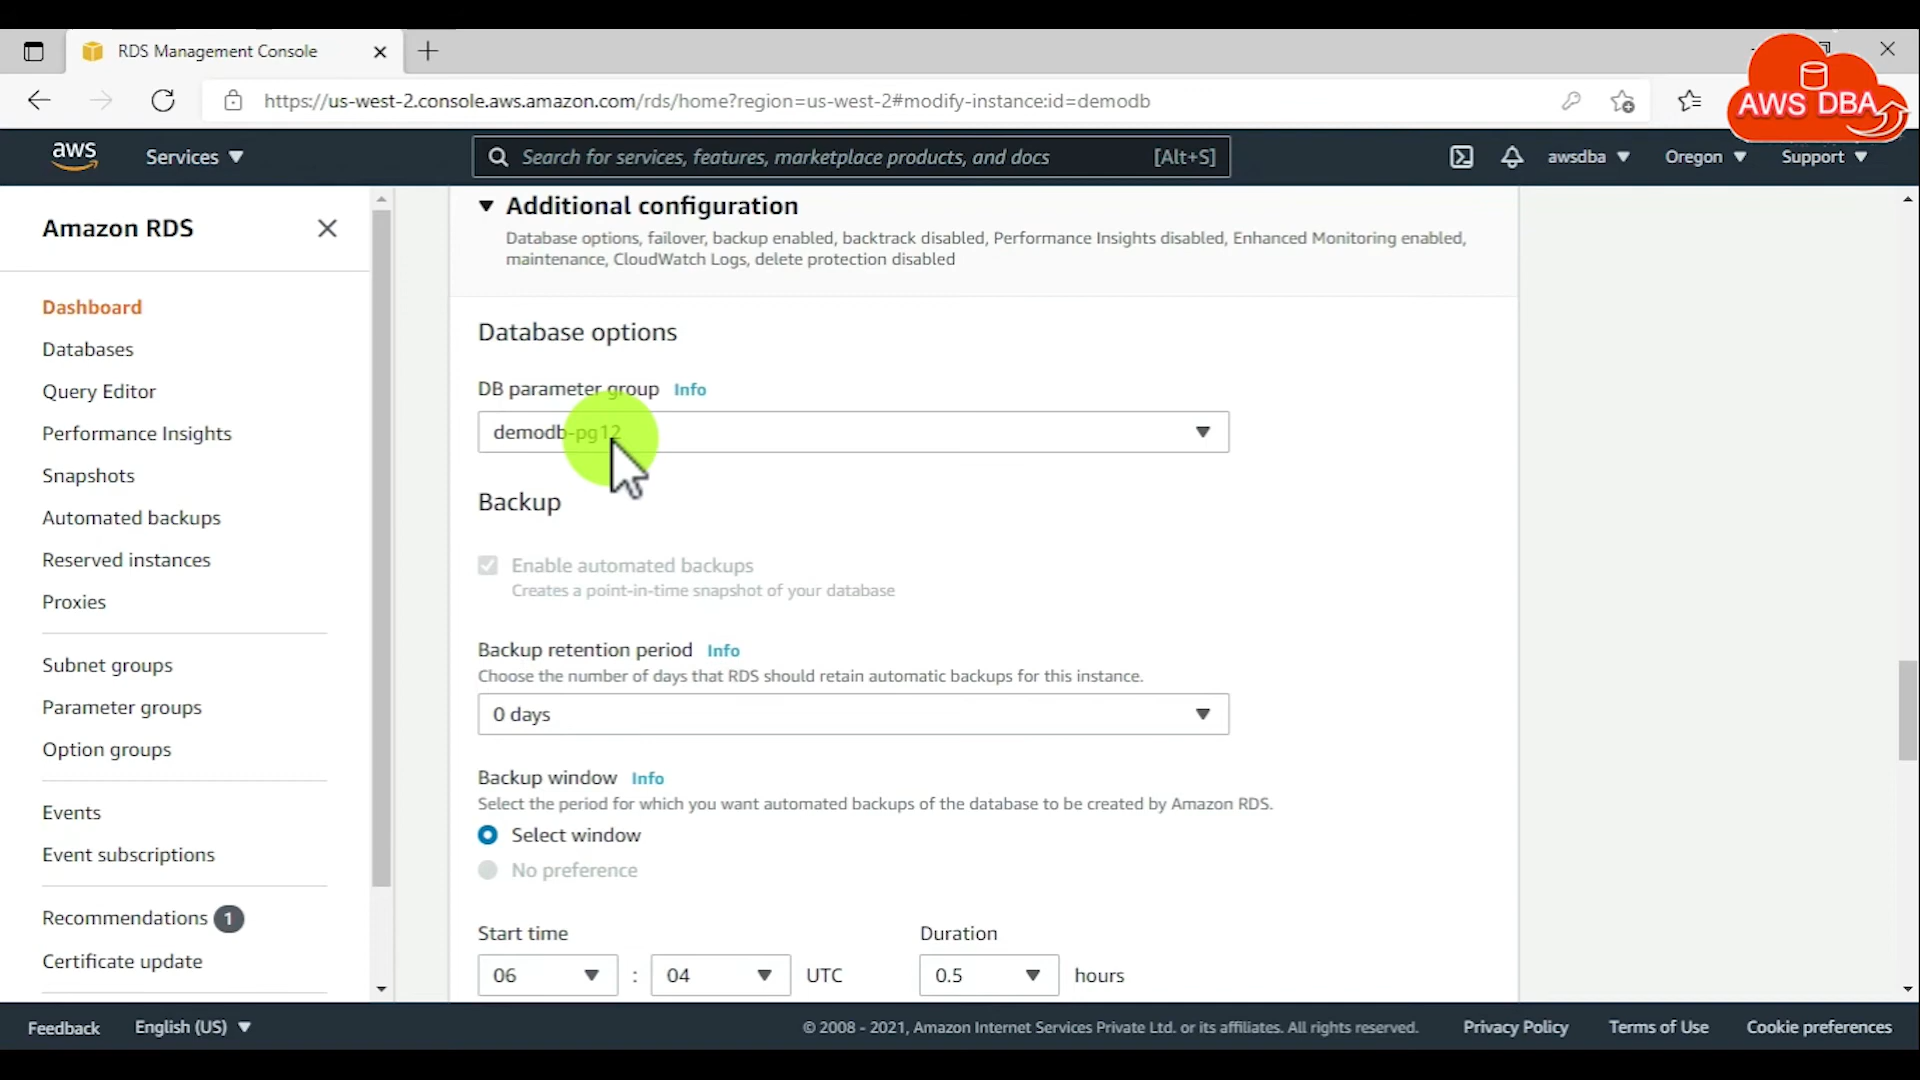 RDS Management Console
https://us-west-2.console.aws.amazon.com/rds/home?region=us-west-2#modify-instance:id=demodb
AWS DBA
aws
Services
Search for services, features, marketplace products, and docs
[Alt+S]
awsdba
Oregon
Support
Amazon RDS
Dashboard
Databases
Query Editor
Performance Insights
Snapshots
Automated backups
Reserved instances
Proxies
Subnet groups
Parameter groups
Option groups
Events
Event subscriptions
Recommendations 1
Certificate update
Additional configuration
Database options, failover, backup enabled, backtrack disabled, Performance Insights disabled, Enhanced Monitoring enabled,
maintenance, CloudWatch Logs, delete protection disabled
Database options
DB parameter group Info
demodb-pg12
Backup
Enable automated backups
Creates a point-in-time snapshot of your database
Backup retention period Info
Choose the number of days that RDS should retain automatic backups for this instance.
0 days
Backup window Info
Select the period for which you want automated backups of the database to be created by Amazon RDS.
Select window
No preference
Start time
Duration
06 : 04 UTC
0.5 hours
Feedback
English (US)
© 2008 - 2021, Amazon Internet Services Private Ltd. or its affiliates. All rights reserved.
Privacy Policy
Terms of Use
Cookie preferences